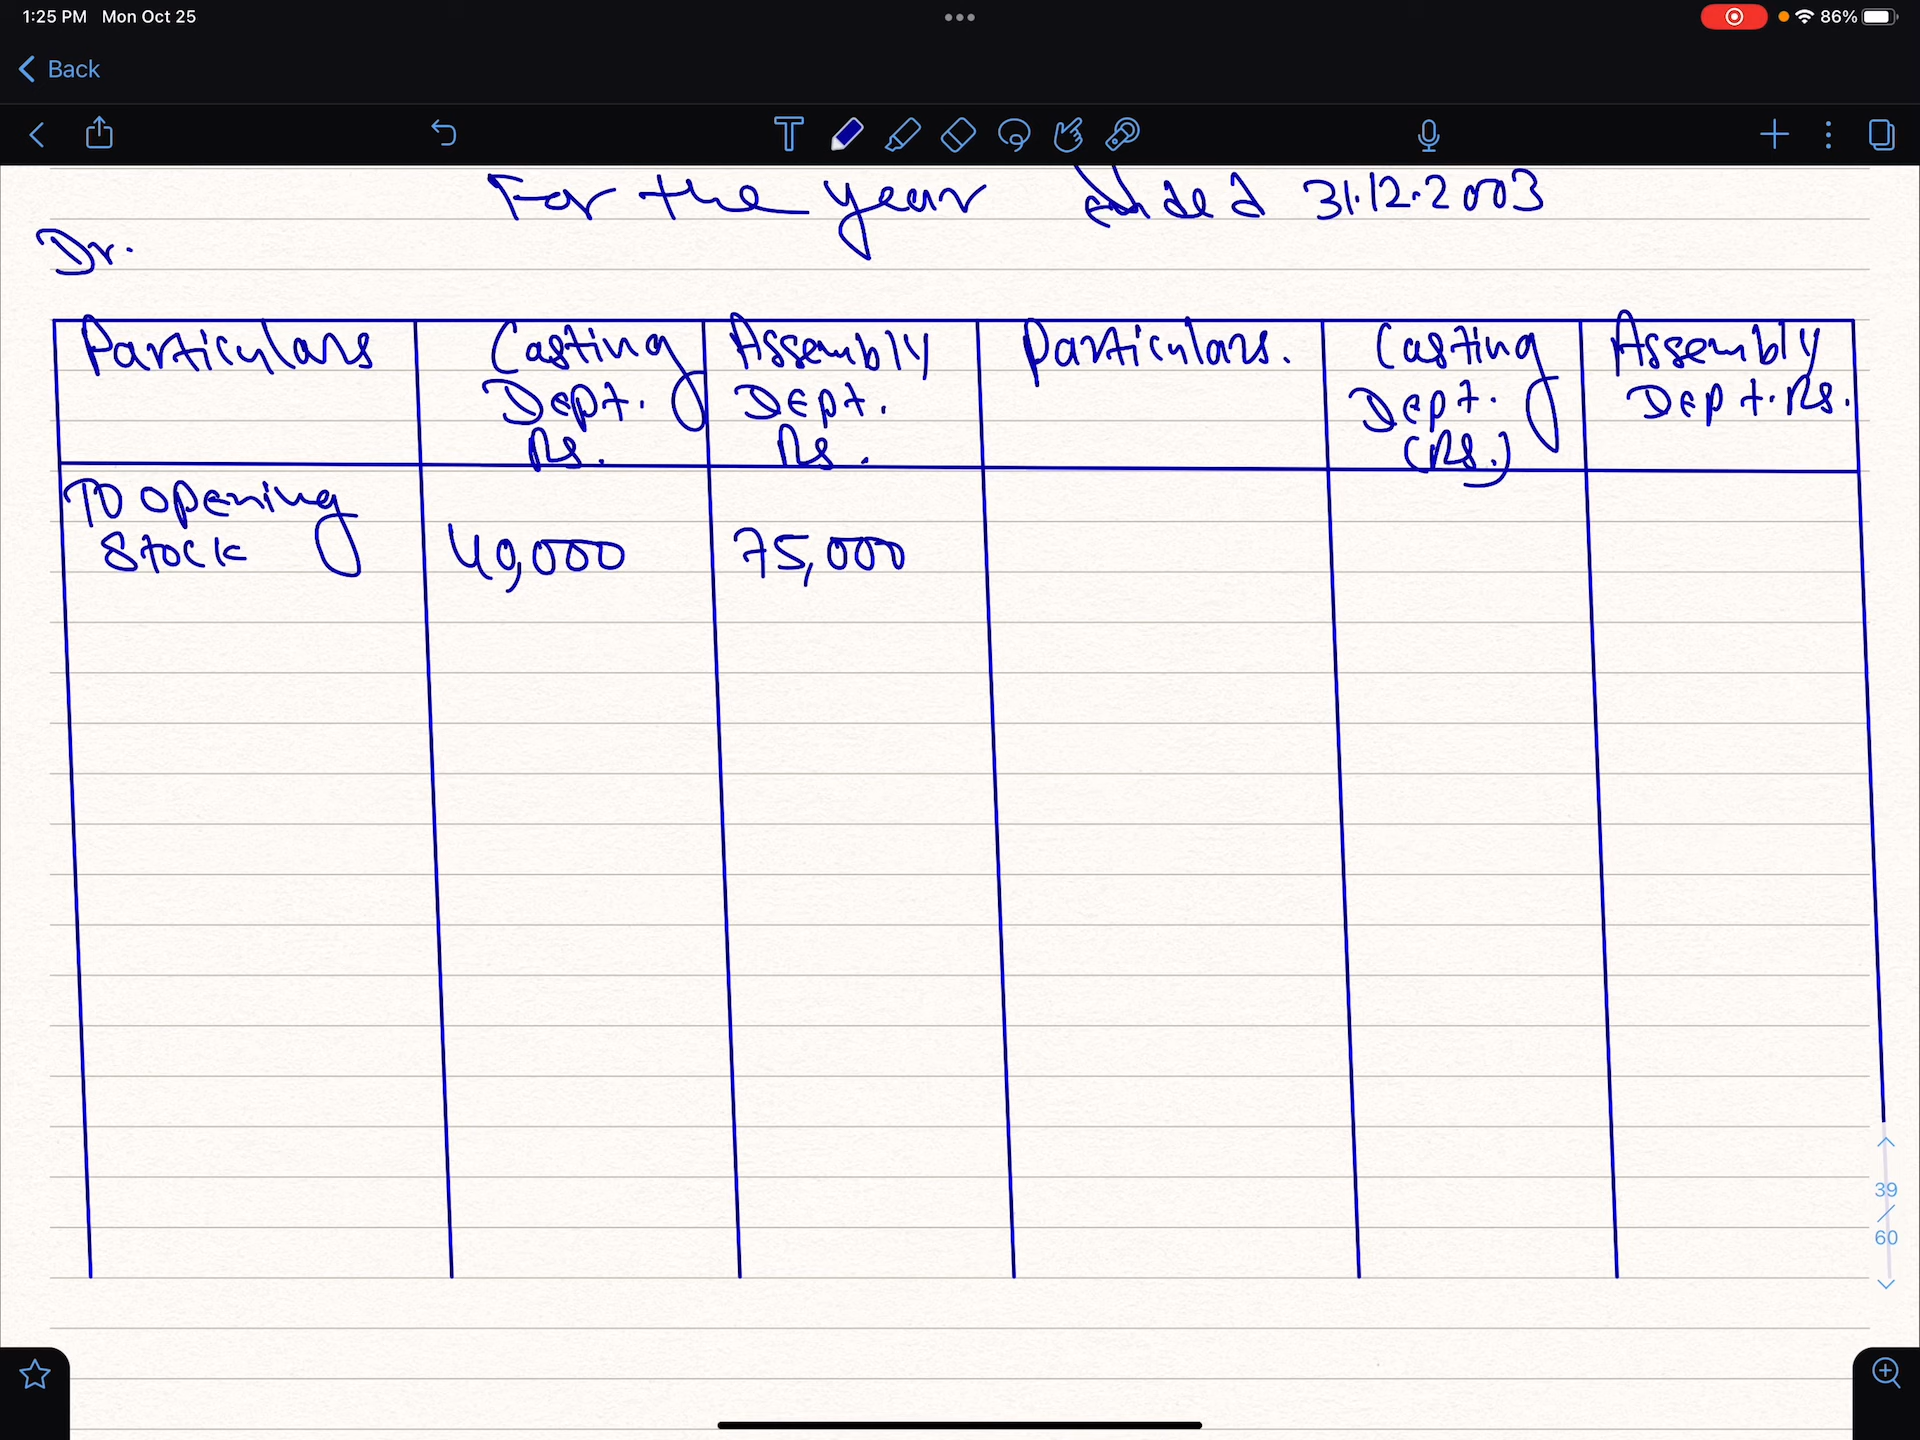 1:25 PM Mon Oct 25
86%
Back
For the year ended 31.12.2003
Dr.
Particulars Casting Dept. Rs. Assembly Dept. Rs. Particulars. Casting Dept. (Rs.) Assembly Dept. Rs.
To opening
Stock 40,000 75,000
39
/
60